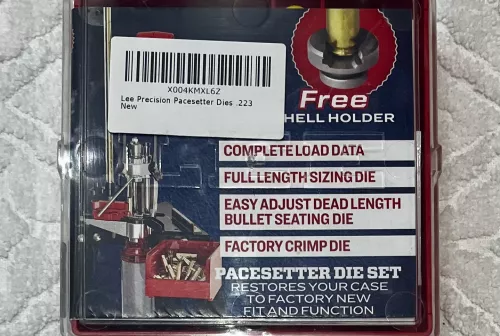 X004KMXL6Z
Lee Precision Pacesetter Dies .223
New
Free
HELL HOLDER
COMPLETE LOAD DATA
FULL LENGTH SIZING DIE
EASY ADJUST DEAD LENGTH
BULLET SEATING DIE
FACTORY CRIMP DIE
PACESETTER DIE SET
RESTORES YOUR CASE
TO FACTORY NEW
FIT AND FUNCTION